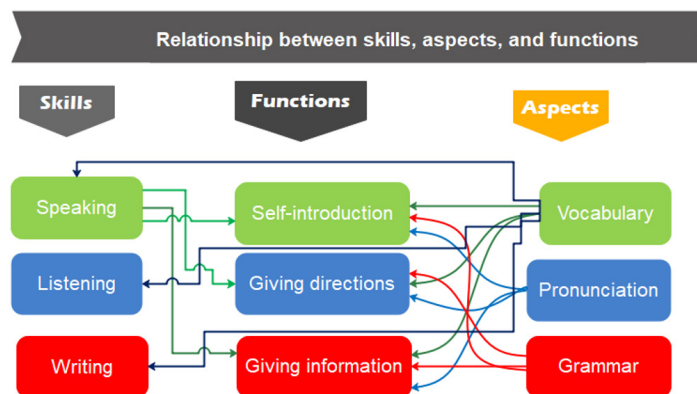 Relationship between skills, aspects, and functions
Skills
Functions
Aspects
Speaking
Self-introduction
Vocabulary
Listening
Giving directions
Pronunciation
Writing
Giving information
Grammar